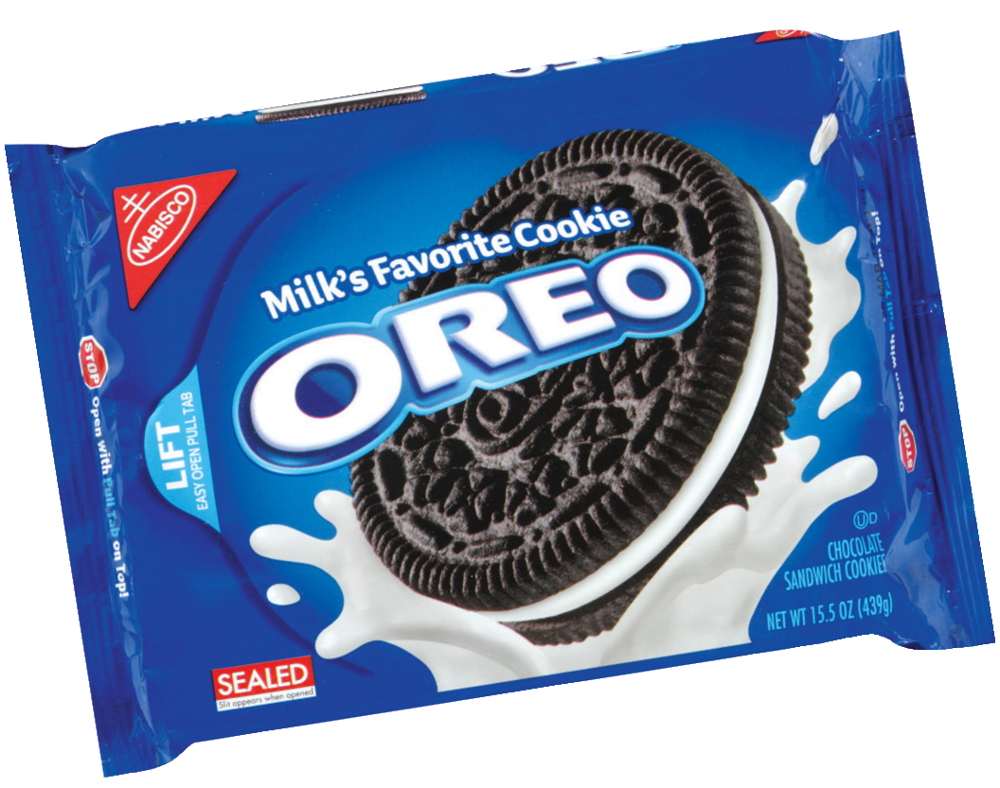 NABISCO
Milk's Favorite Cookie
OREO
LIFT
EASY OPEN PULL TAB
STOP Open with Pull Tab on Top!
STOP Open with Pull Tab on Top!
UD
CHOCOLATE
SANDWICH COOKIES
NET WT 15.5 OZ (439g)
SEALED
Slit appears when opened